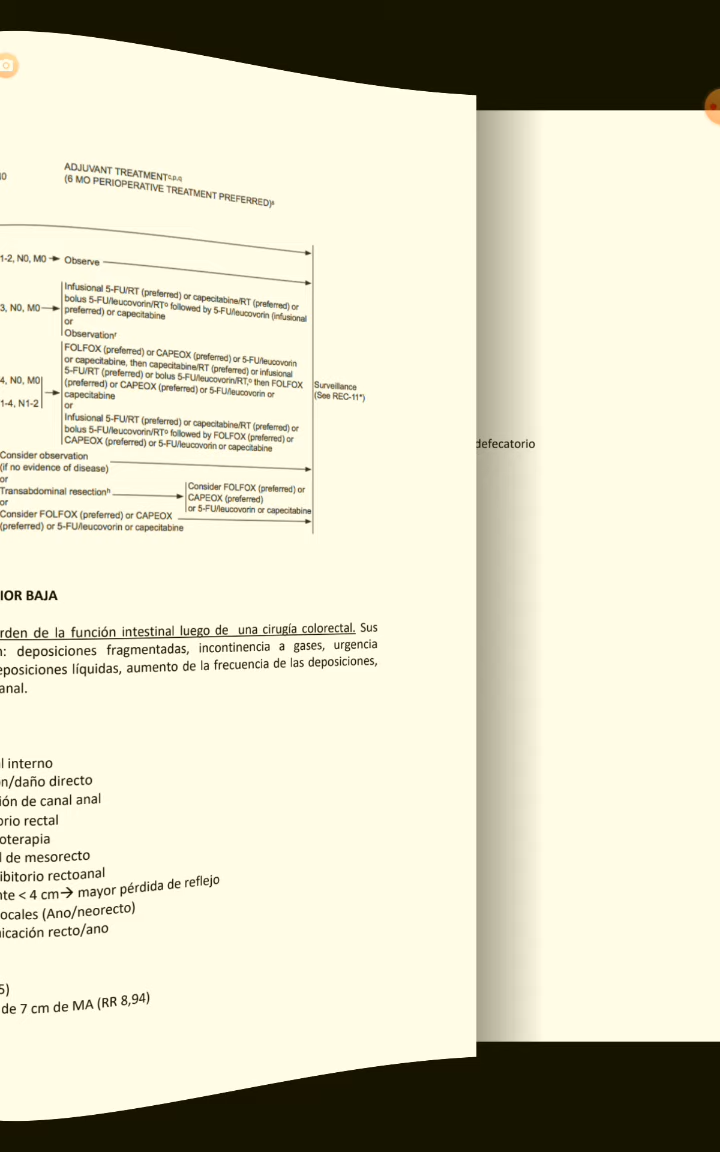 ADJUVANT TREATMENT
(6 MO PERIOPERATIVE TREATMENT PREFERRED)
1-2, N0, M0 Observe
Infusional 5-FU/RT (preferred) or capecitabine/RT (preferred) or
bolus 5-FU/leucovorin/RT° followed by 5-FU/leucovorin (infusional
3, N0, M0 preferred) or capecitabine
or
Observation
FOLFOX (preferred) or CAPEOX (preferred) or 5-FU/leucovorin
or capecitabine, then capecitabine/RT (preferred) or infusional
5-FU/RT (preferred) or bolus 5-FU/leucovorin/RT,° then FOLFOX
4, N0, M0 (preferred) or CAPEOX (preferred) or 5-FU/leucovorin or
capecitabine
1-4, N1-2 or
Infusional 5-FU/RT (preferred) or capecitabine/RT (preferred) or
bolus 5-FU/leucovorin/RT° followed by FOLFOX (preferred) or
CAPEOX (preferred) or 5-FU/leucovorin or capecitabine
Surveillance
(See REC-11*)
Consider observation
(if no evidence of disease)
or
Transabdominal resectionʰ
or
Consider FOLFOX (preferred) or CAPEOX
(preferred) or 5-FU/leucovorin or capecitabine
Consider FOLFOX (preferred) or
CAPEOX (preferred)
or 5-FU/leucovorin or capecitabine
IOR BAJA
rden de la función intestinal luego de una cirugía colorectal. Sus
n: deposiciones fragmentadas, incontinencia a gases, urgencia
eposiciones líquidas, aumento de la frecuencia de las deposiciones,
anal.
l interno
n/daño directo
ión de canal anal
orio rectal
oterapia
l de mesorecto
ibitorio rectoanal
nte < 4 cm→ mayor pérdida de reflejo
ocales (Ano/neorecto)
icación recto/ano
5)
de 7 cm de MA (RR 8,94)
defecatorio